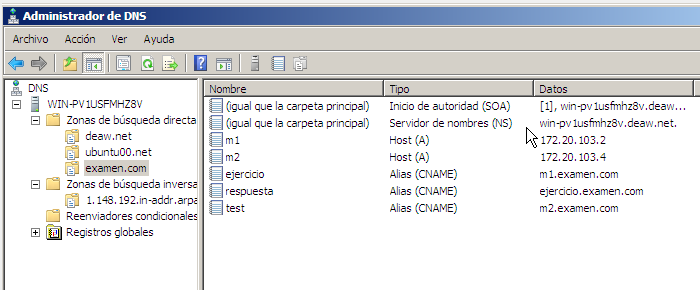 Administrador de DNS
Archivo Acción Ver Ayuda
DNS
WIN-PV1USFMHZ8V
Zonas de búsqueda directa
deaw.net
ubuntu00.net
examen.com
Zonas de búsqueda inversa
1.148.192.in-addr.arpa
Reenviadores condicionales
Registros globales
Nombre Tipo Datos
(igual que la carpeta principal) Inicio de autoridad (SOA) [1], win-pv1usfmhz8v.deaw...
(igual que la carpeta principal) Servidor de nombres (NS) win-pv1usfmhz8v.deaw.net.
m1 Host (A) 172.20.103.2
m2 Host (A) 172.20.103.4
ejercicio Alias (CNAME) m1.examen.com
respuesta Alias (CNAME) ejercicio.examen.com
test Alias (CNAME) m2.examen.com